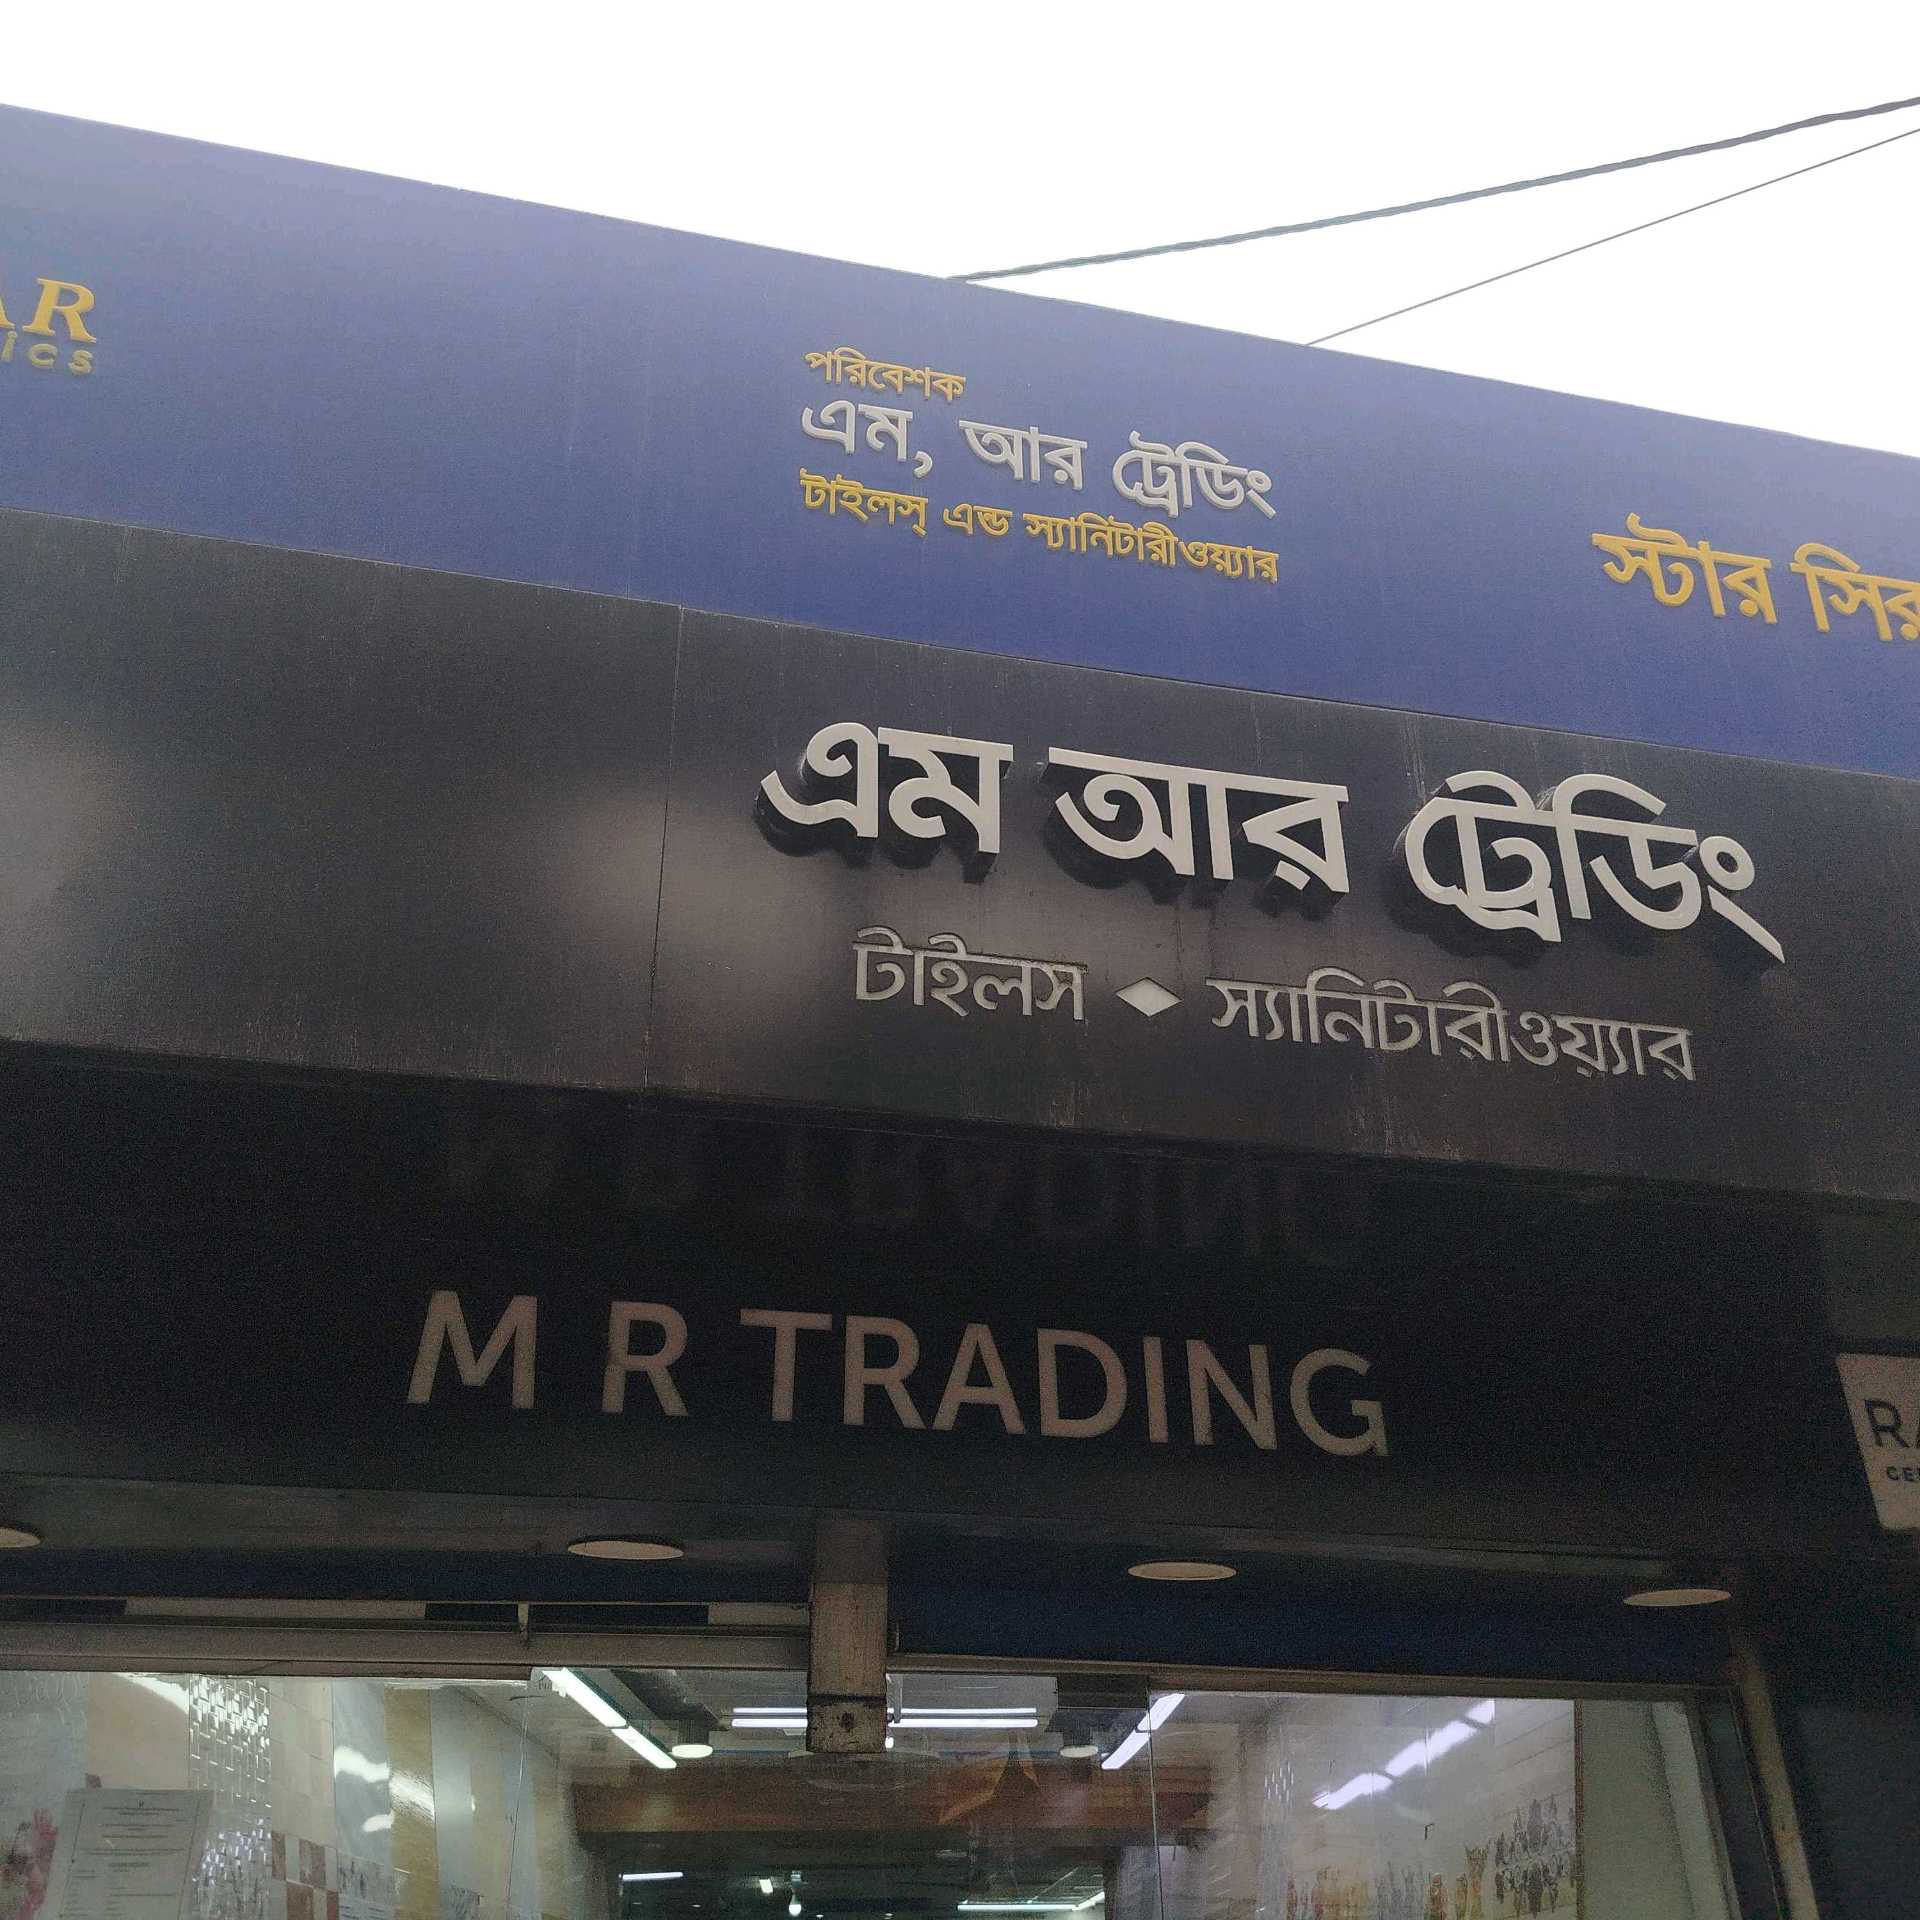 পরিবেশক
এম, আর ট্রেডিং
টাইলস্ এন্ড স্যানিটারীওয়্যার
স্টার
এম আর ট্রেডিং
টাইলস ◆ স্যানিটারীওয়্যার
M R TRADING